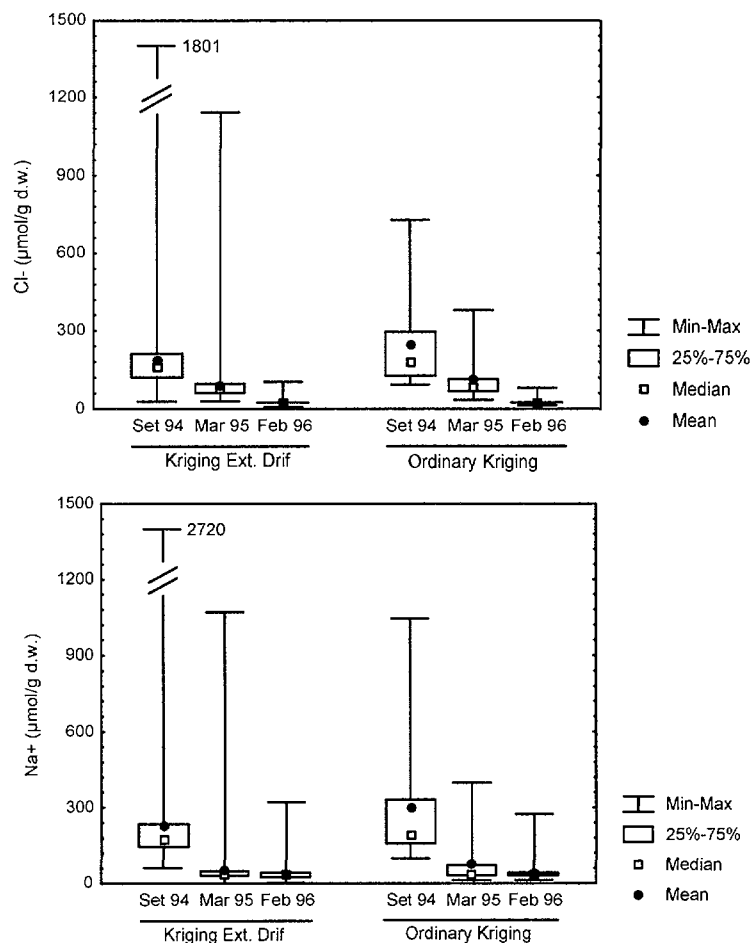 1500
1801
1200
900
600
300
0
Cl- (µmol/g d.w.)
Set 94 Mar 95 Feb 96 Set 94 Mar 95 Feb 96
Kriging Ext. Drif Ordinary Kriging
Min-Max
25%-75%
Median
Mean
1500
2720
1200
900
600
300
0
Na+ (µmol/g d.w.)
Set 94 Mar 95 Feb 96 Set 94 Mar 95 Feb 96
Kriging Ext. Drif Ordinary Kriging
Min-Max
25%-75%
Median
Mean